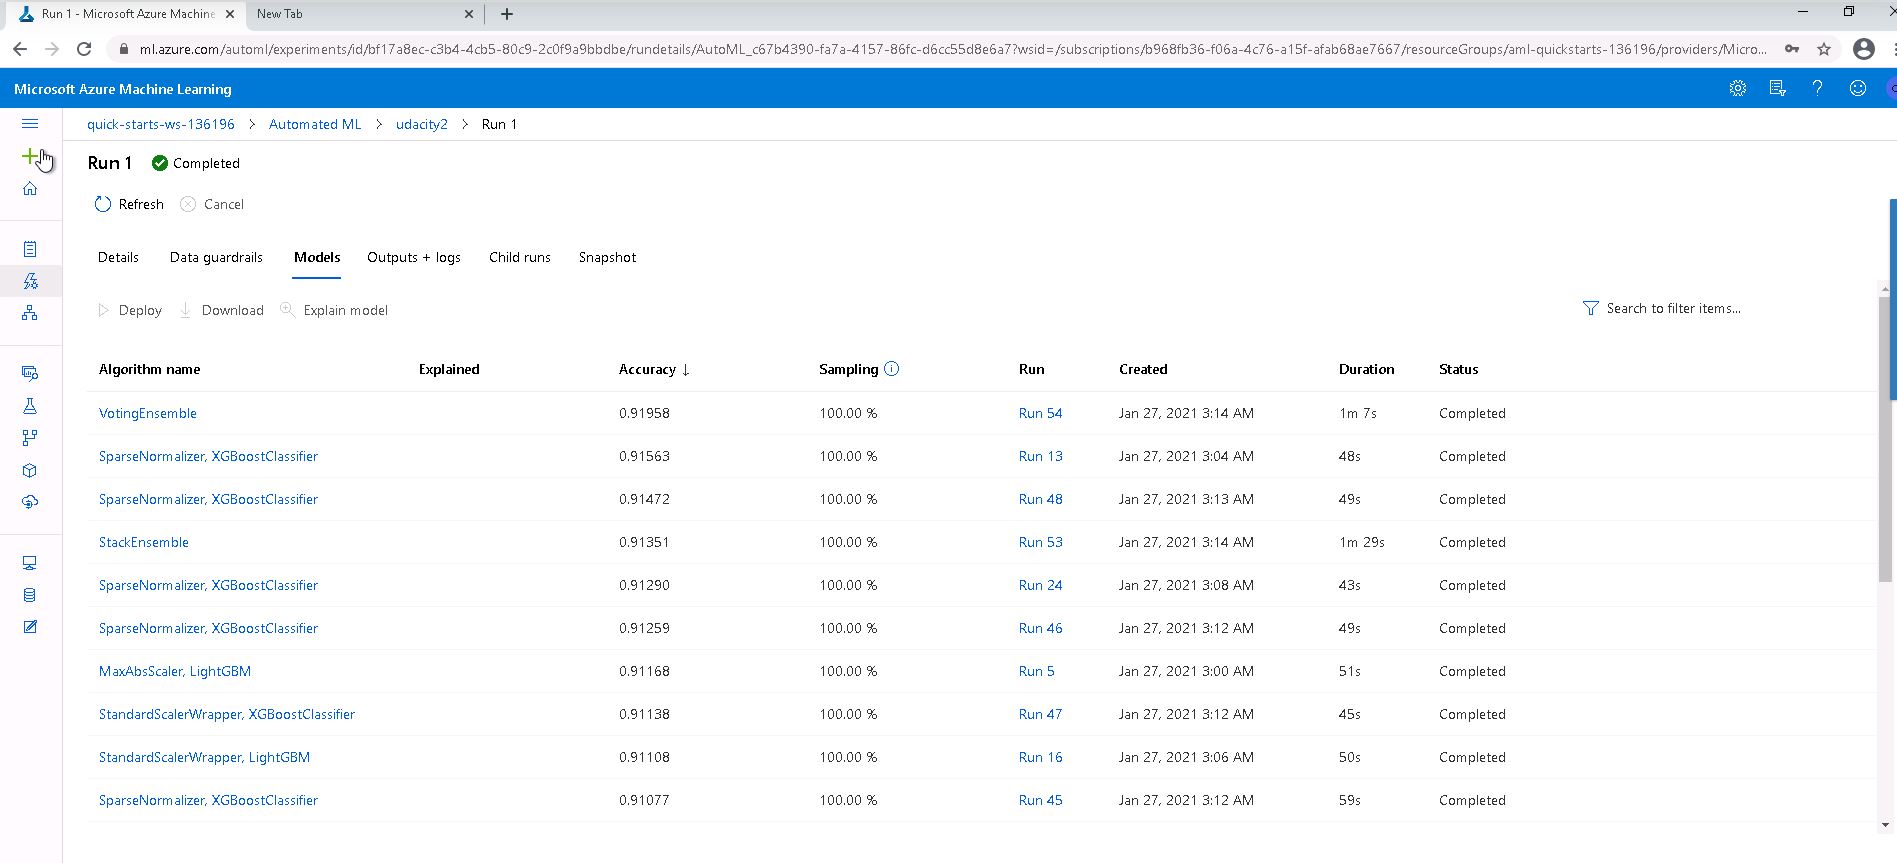 Run 1 - Microsoft Azure Machine
New Tab
ml.azure.com/automl/experiments/id/bf17a8ec-c3b4-4cb5-80c9-2c0f9a9bbdbe/rundetails/AutoML_c67b4390-fa7a-4157-86fc-d6cc55d8e6a7?wsid=/subscriptions/b968fb36-f06a-4c76-a15f-afab68ae7667/resourceGroups/aml-quickstarts-136196/providers/Micro...
Microsoft Azure Machine Learning
quick-starts-ws-136196 > Automated ML > udacity2 > Run 1
Run 1 Completed
Refresh Cancel
Details Data guardrails Models Outputs + logs Child runs Snapshot
Deploy Download Explain model Search to filter items...
Algorithm name Explained Accuracy ↓ Sampling Run Created Duration Status
VotingEnsemble 0.91958 100.00 % Run 54 Jan 27, 2021 3:14 AM 1m 7s Completed
SparseNormalizer, XGBoostClassifier 0.91563 100.00 % Run 13 Jan 27, 2021 3:04 AM 48s Completed
SparseNormalizer, XGBoostClassifier 0.91472 100.00 % Run 48 Jan 27, 2021 3:13 AM 49s Completed
StackEnsemble 0.91351 100.00 % Run 53 Jan 27, 2021 3:14 AM 1m 29s Completed
SparseNormalizer, XGBoostClassifier 0.91290 100.00 % Run 24 Jan 27, 2021 3:08 AM 43s Completed
SparseNormalizer, XGBoostClassifier 0.91259 100.00 % Run 46 Jan 27, 2021 3:12 AM 49s Completed
MaxAbsScaler, LightGBM 0.91168 100.00 % Run 5 Jan 27, 2021 3:00 AM 51s Completed
StandardScalerWrapper, XGBoostClassifier 0.91138 100.00 % Run 47 Jan 27, 2021 3:12 AM 45s Completed
StandardScalerWrapper, LightGBM 0.91108 100.00 % Run 16 Jan 27, 2021 3:06 AM 50s Completed
SparseNormalizer, XGBoostClassifier 0.91077 100.00 % Run 45 Jan 27, 2021 3:12 AM 59s Completed